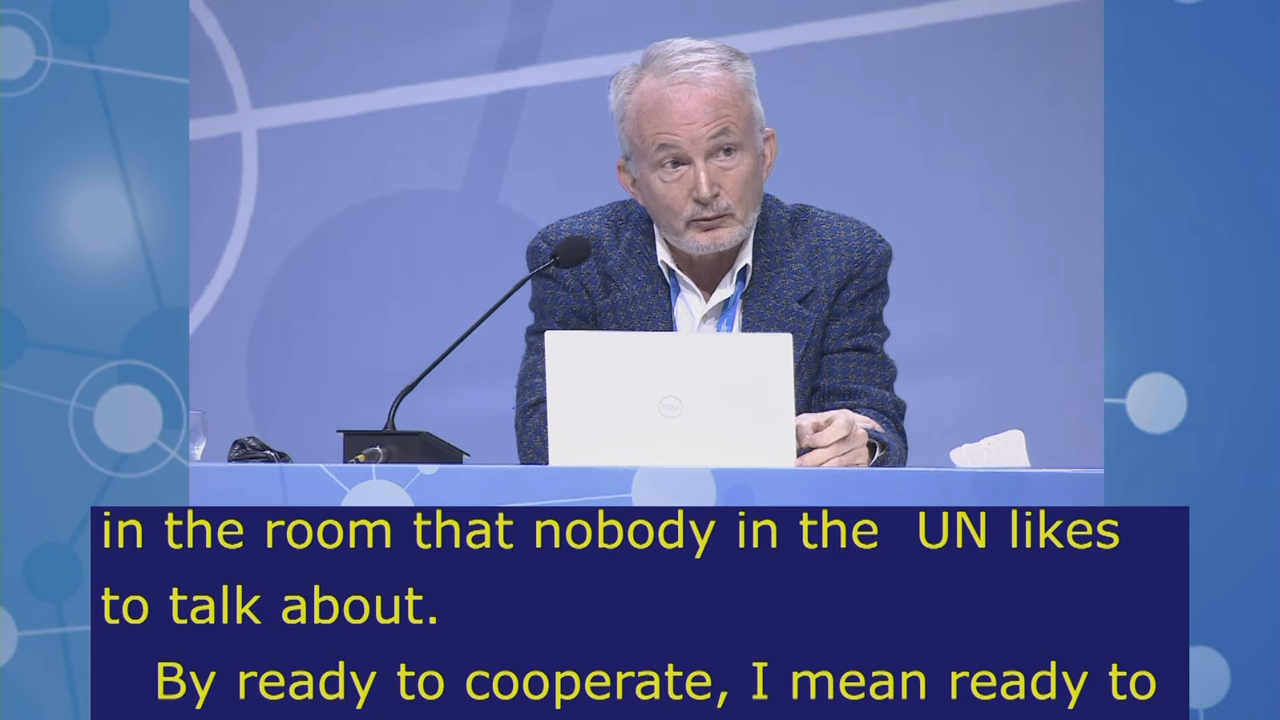 DELL
in the room that nobody in the UN likes
to talk about.
By ready to cooperate, I mean ready to